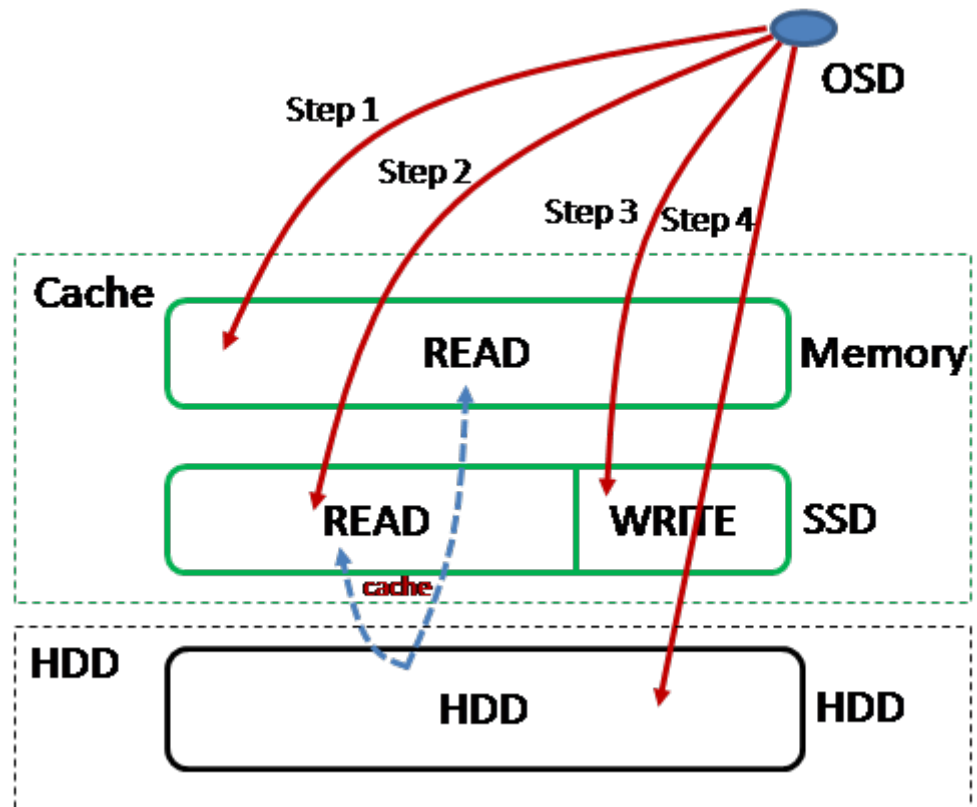 OSD
Step 1
Step 2
Step 3
Step 4
Cache
READ
Memory
READ
WRITE
SSD
cache
HDD
HDD
HDD